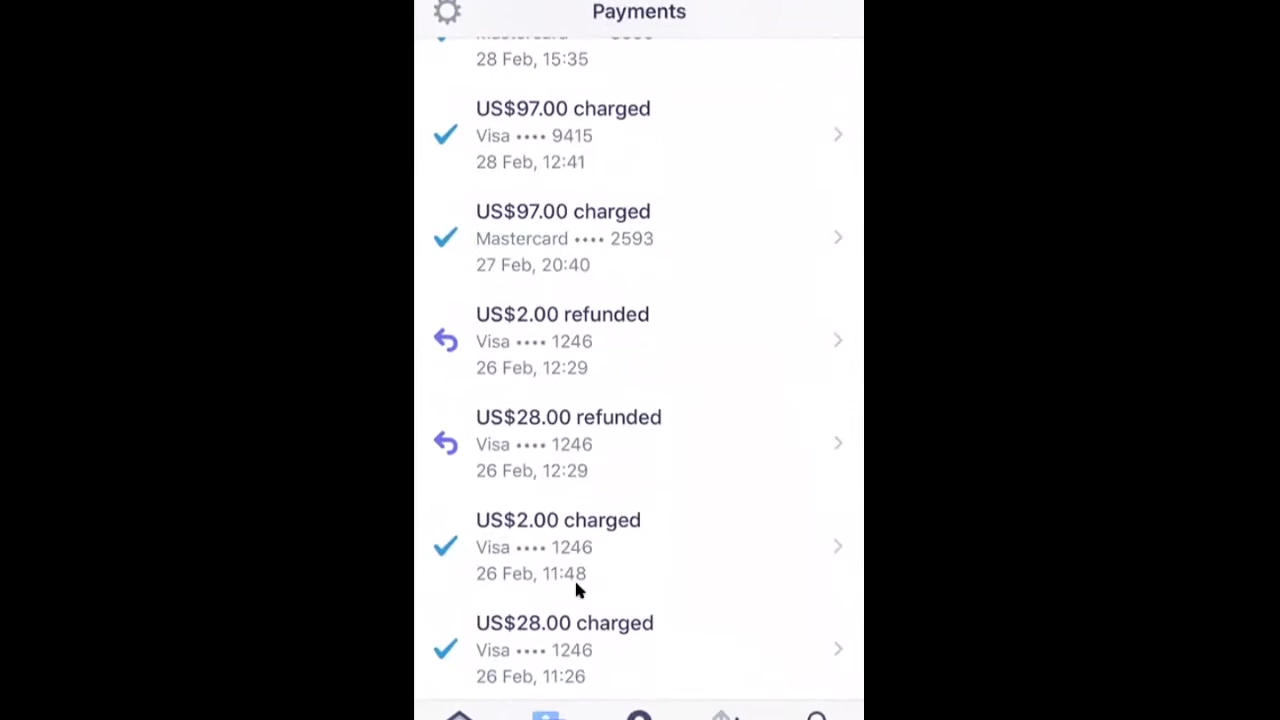 Payments
28 Feb, 15:35
US$97.00 charged
Visa •••• 9415
28 Feb, 12:41
US$97.00 charged
Mastercard •••• 2593
27 Feb, 20:40
US$2.00 refunded
Visa •••• 1246
26 Feb, 12:29
US$28.00 refunded
Visa •••• 1246
26 Feb, 12:29
US$2.00 charged
Visa •••• 1246
26 Feb, 11:48
US$28.00 charged
Visa •••• 1246
26 Feb, 11:26